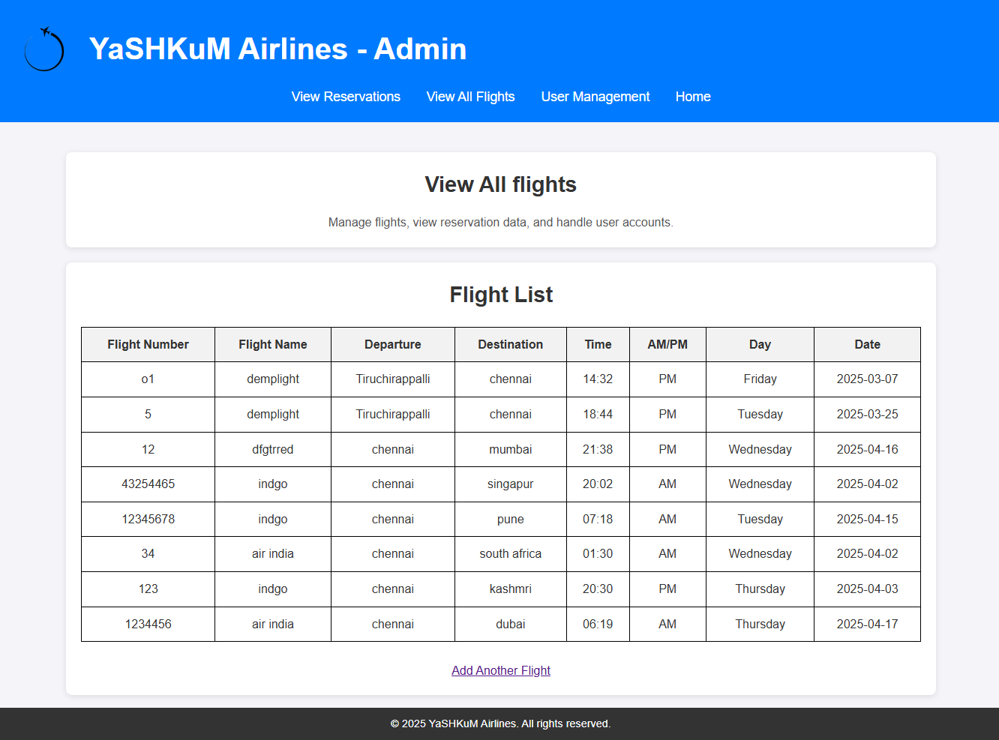 YaSHKuM Airlines - Admin
View Reservations View All Flights User Management Home
View All flights
Manage flights, view reservation data, and handle user accounts.
Flight List
Flight Number Flight Name Departure Destination Time AM/PM Day Date
o1 demplight Tiruchirappalli chennai 14:32 PM Friday 2025-03-07
5 demplight Tiruchirappalli chennai 18:44 PM Tuesday 2025-03-25
12 dfgtrred chennai mumbai 21:38 PM Wednesday 2025-04-16
43254465 indgo chennai singapur 20:02 AM Wednesday 2025-04-02
12345678 indgo chennai pune 07:18 AM Tuesday 2025-04-15
34 air india chennai south africa 01:30 AM Wednesday 2025-04-02
123 indgo chennai kashmri 20:30 PM Thursday 2025-04-03
1234456 air india chennai dubai 06:19 AM Thursday 2025-04-17
Add Another Flight
© 2025 YaSHKuM Airlines. All rights reserved.